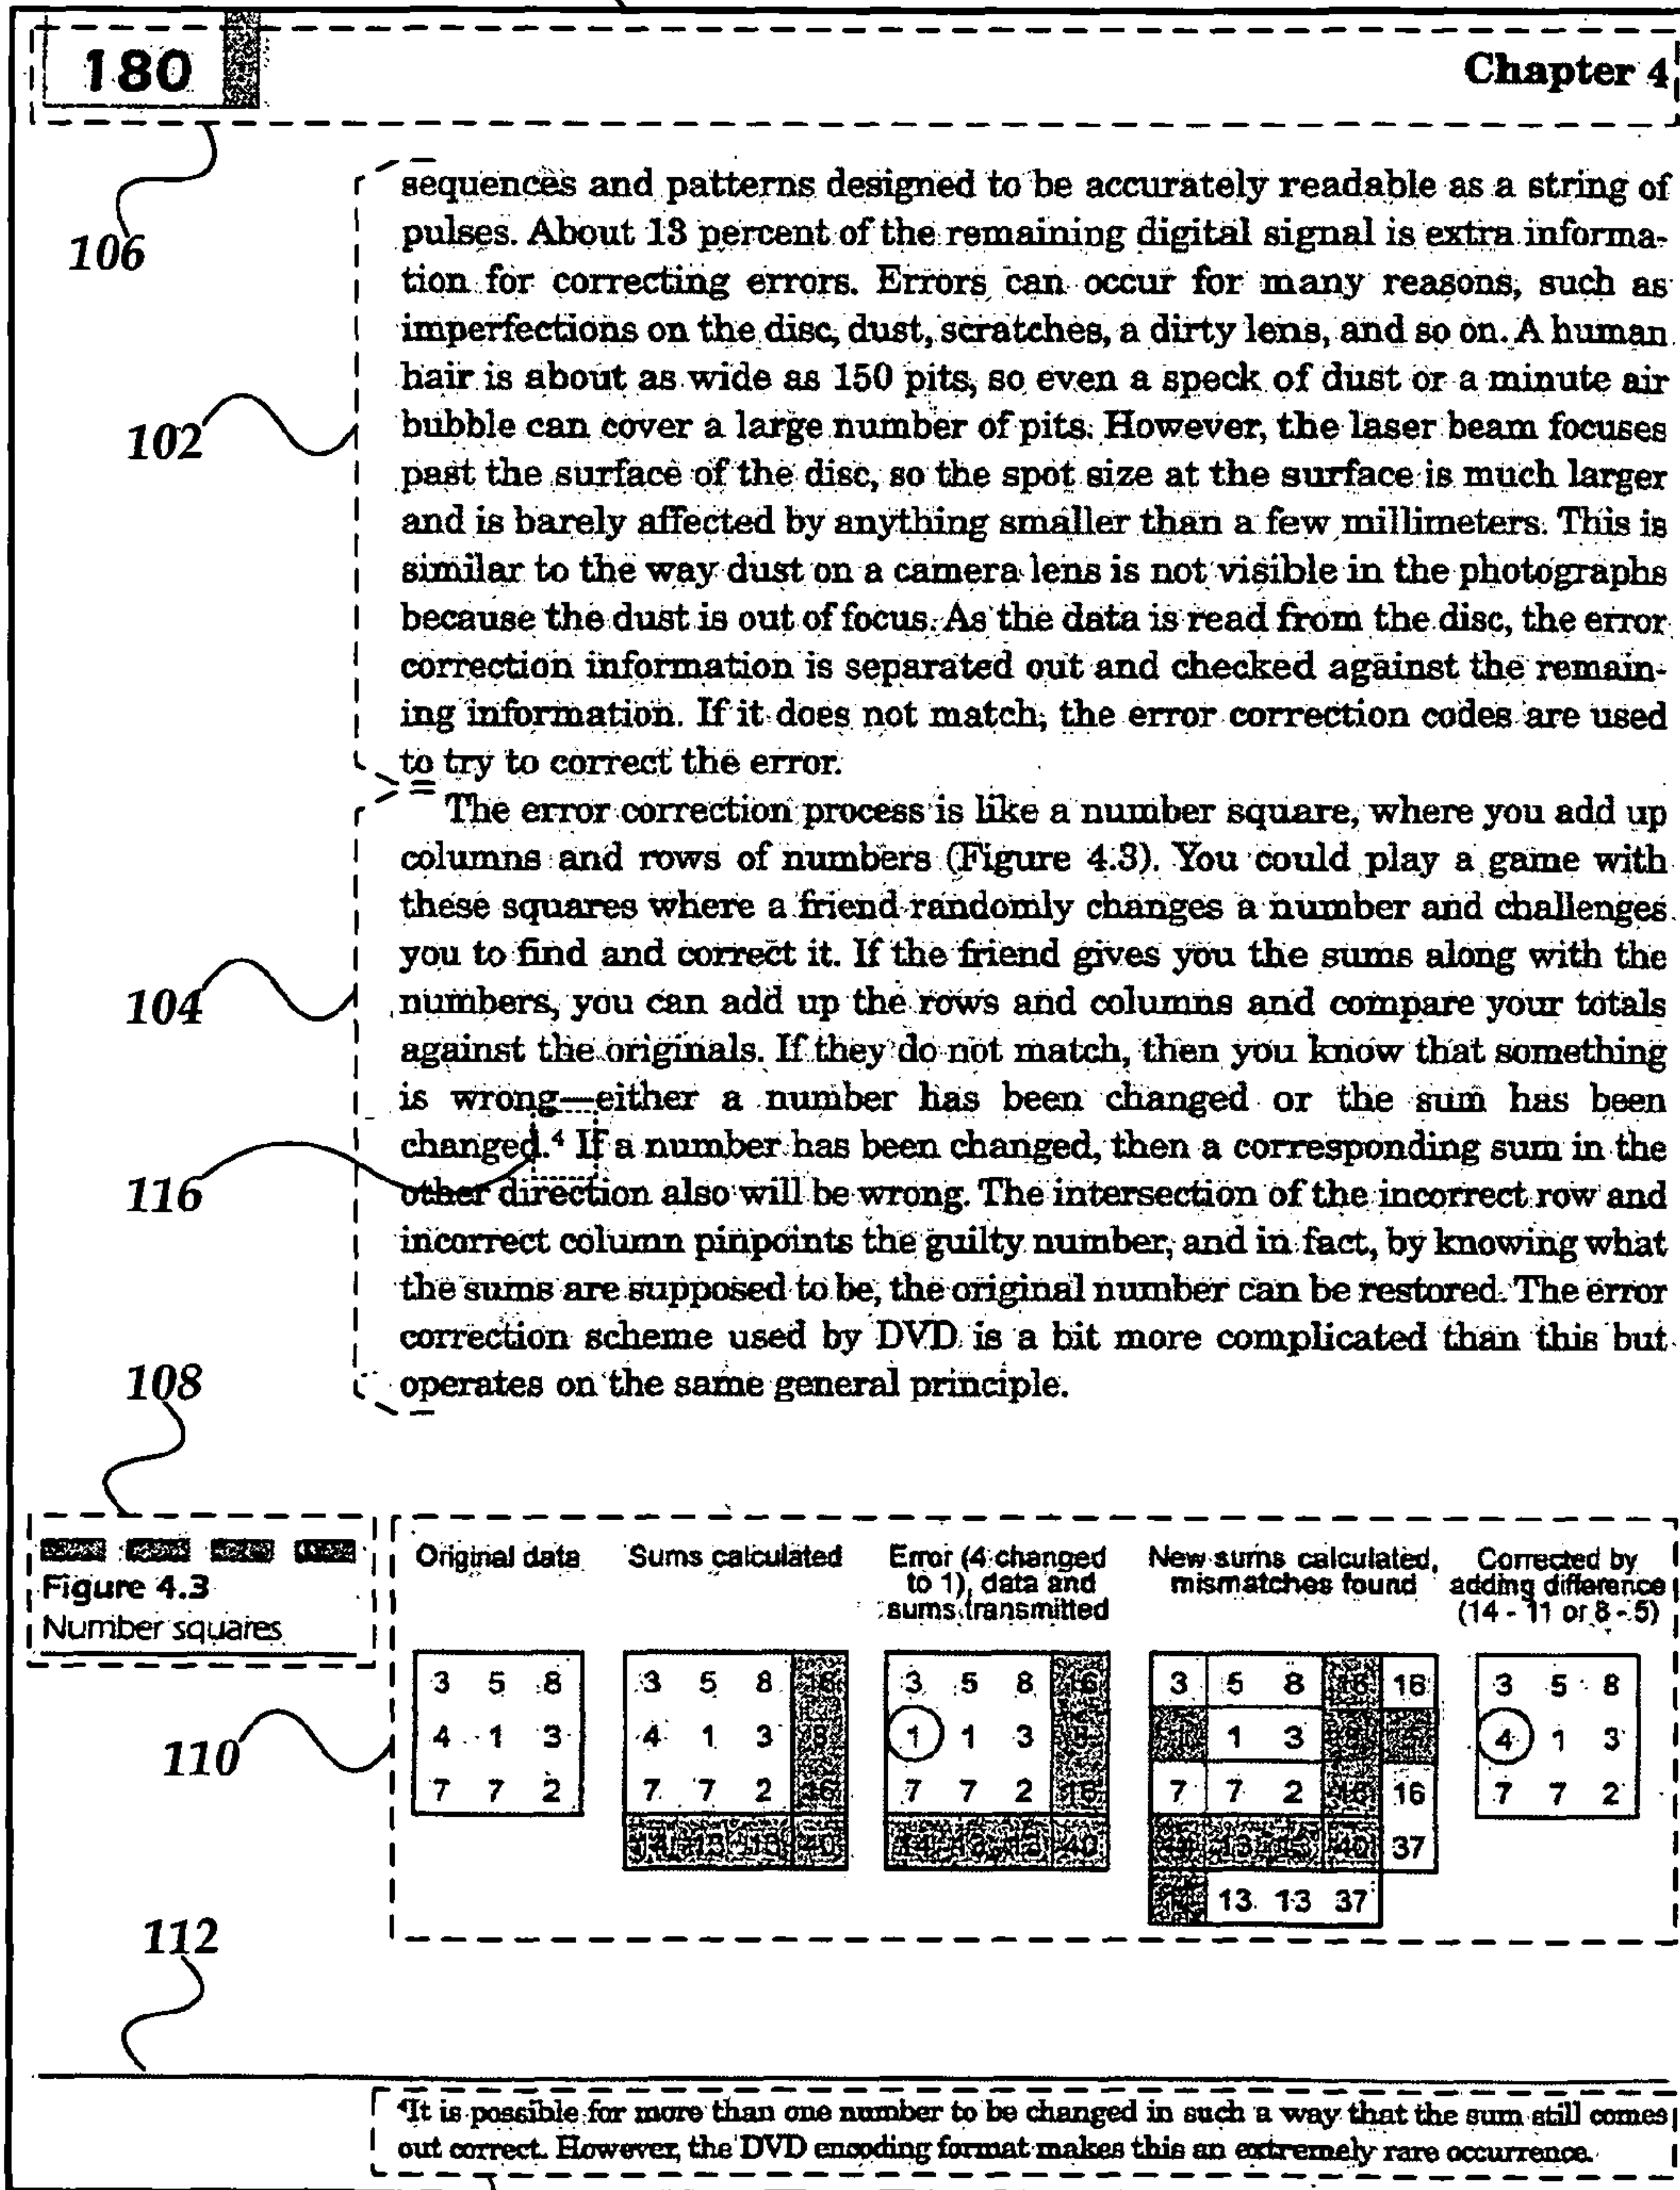 180
Chapter 4
106
sequences and patterns designed to be accurately readable as a string of
pulses. About 13 percent of the remaining digital signal is extra informa-
tion for correcting errors. Errors can occur for many reasons, such as
imperfections on the disc, dust, scratches, a dirty lens, and so on. A human
hair is about as wide as 150 pits, so even a speck of dust or a minute air
102
bubble can cover a large number of pits. However, the laser beam focuses
past the surface of the disc, so the spot size at the surface is much larger
and is barely affected by anything smaller than a few millimeters. This is
similar to the way dust on a camera lens is not visible in the photographs
because the dust is out of focus. As the data is read from the disc, the error
correction information is separated out and checked against the remain-
ing information. If it does not match, the error correction codes are used
to try to correct the error.
The error correction process is like a number square, where you add up
columns and rows of numbers (Figure 4.3). You could play a game with
these squares where a friend randomly changes a number and challenges
you to find and correct it. If the friend gives you the sums along with the
104
numbers, you can add up the rows and columns and compare your totals
against the originals. If they do not match, then you know that something
is wrong—either a number has been changed or the sum has been
changed.⁴ If a number has been changed, then a corresponding sum in the
116
other direction also will be wrong. The intersection of the incorrect row and
incorrect column pinpoints the guilty number, and in fact, by knowing what
the sums are supposed to be, the original number can be restored. The error
correction scheme used by DVD is a bit more complicated than this but
108
operates on the same general principle.
Figure 4.3
Number squares
Original data
Sums calculated
Error (4 changed
to 1), data and
sums transmitted
New sums calculated,
mismatches found
Corrected by
adding difference
(14 - 11 or 8 - 5)
110
3 5 8
4 1 3
7 7 2
3 5 8 16
4 1 3 8
7 7 2 16
14 13 13 40
3 5 8 16
1 1 3 8
7 7 2 16
14 13 13 40
3 5 8 16 16
1 3 8
7 7 2 16 16
13 13 40 37
13 13 37
3 5 8
4 1 3
7 7 2
112
⁴It is possible for more than one number to be changed in such a way that the sum still comes
out correct. However, the DVD encoding format makes this an extremely rare occurrence.